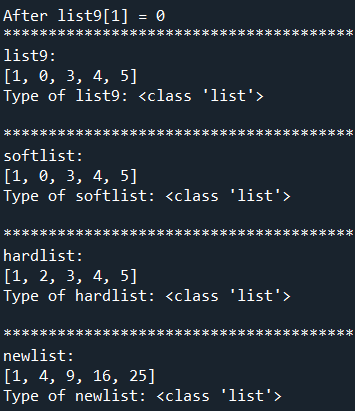 After list9[1] = 0
***************************************
list9:
[1, 0, 3, 4, 5]
Type of list9: <class 'list'>
***************************************
softlist:
[1, 0, 3, 4, 5]
Type of softlist: <class 'list'>
***************************************
hardlist:
[1, 2, 3, 4, 5]
Type of hardlist: <class 'list'>
***************************************
newlist:
[1, 4, 9, 16, 25]
Type of newlist: <class 'list'>